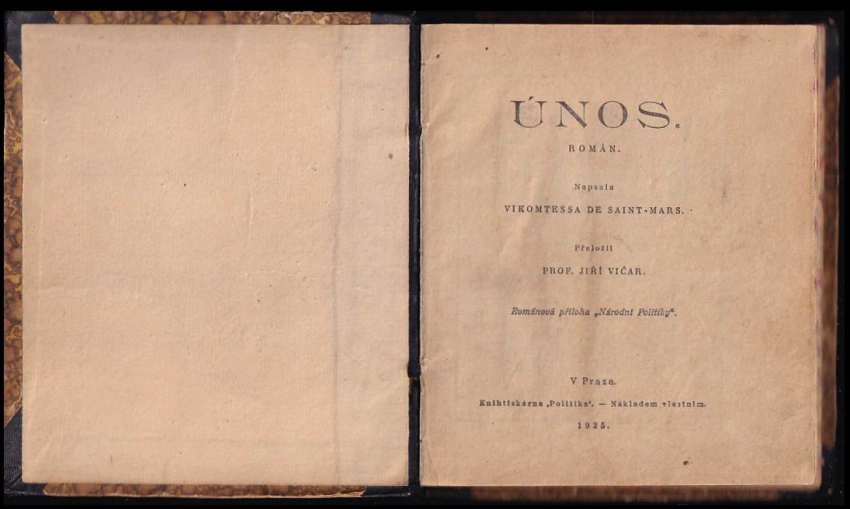 ÚNOS.
ROMÁN.
Napsala
VIKOMTESSA DE SAINT-MARS.
Přeložil
PROF. JIŘÍ VIČAR.
Románová příloha „Národní Politiky“.
V Praze.
Knihtiskárna „Politika“. — Nákladem vlastním.
1925.